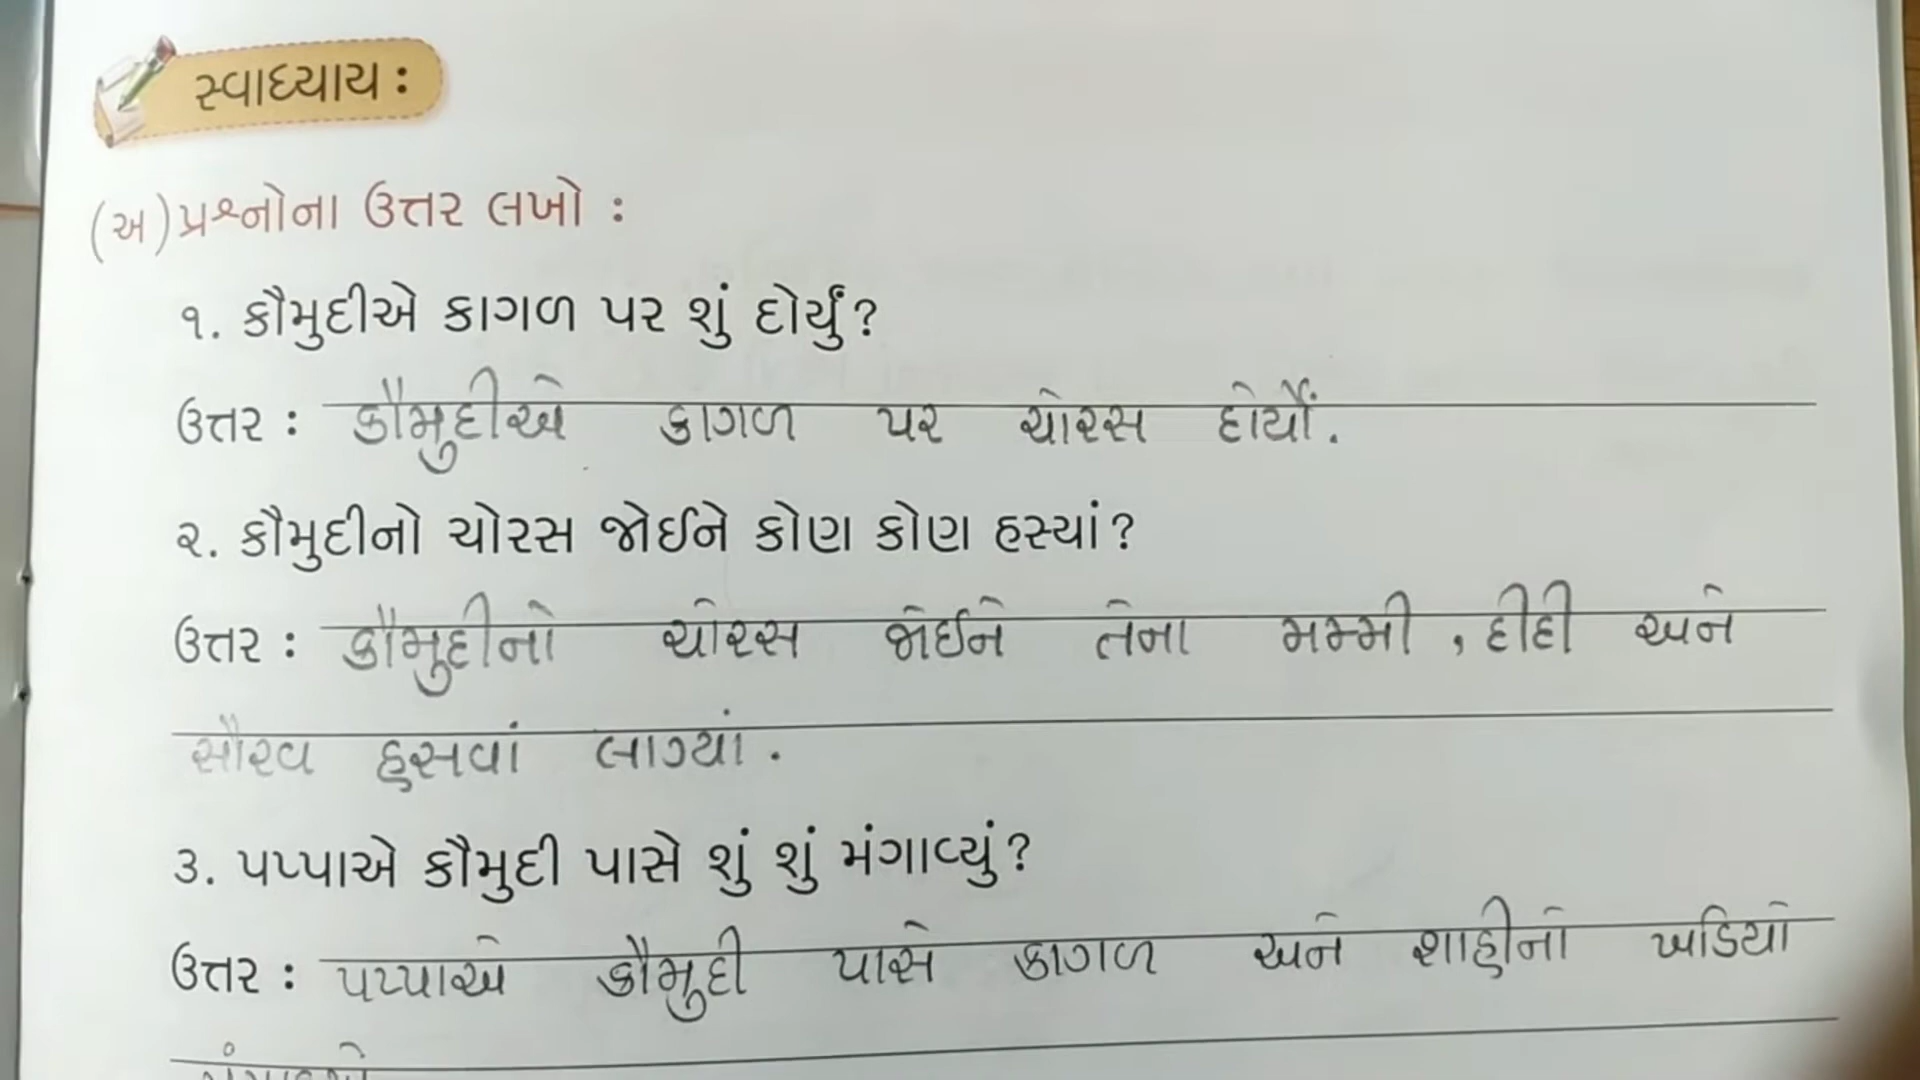 સ્વાધ્યાય :
(અ) પ્રશ્નોના ઉત્તર લખો :
૧. કૌમુદીએ કાગળ પર શું દોર્યું?
ઉત્તર : કૌમુદીએ કાગળ પર ચોરસ દોર્યો.
૨. કૌમુદીનો ચોરસ જોઈને કોણ કોણ હસ્યાં?
ઉત્તર : કૌમુદીનો ચોરસ જોઈને તેના મમ્મી , દીદી અને
સૌરવ હસવાં લાગ્યાં .
૩. પપ્પાએ કૌમુદી પાસે શું શું મંગાવ્યું?
ઉત્તર : પપ્પાએ કૌમુદી પાસે કાગળ અને શાહીનો ખડિયો